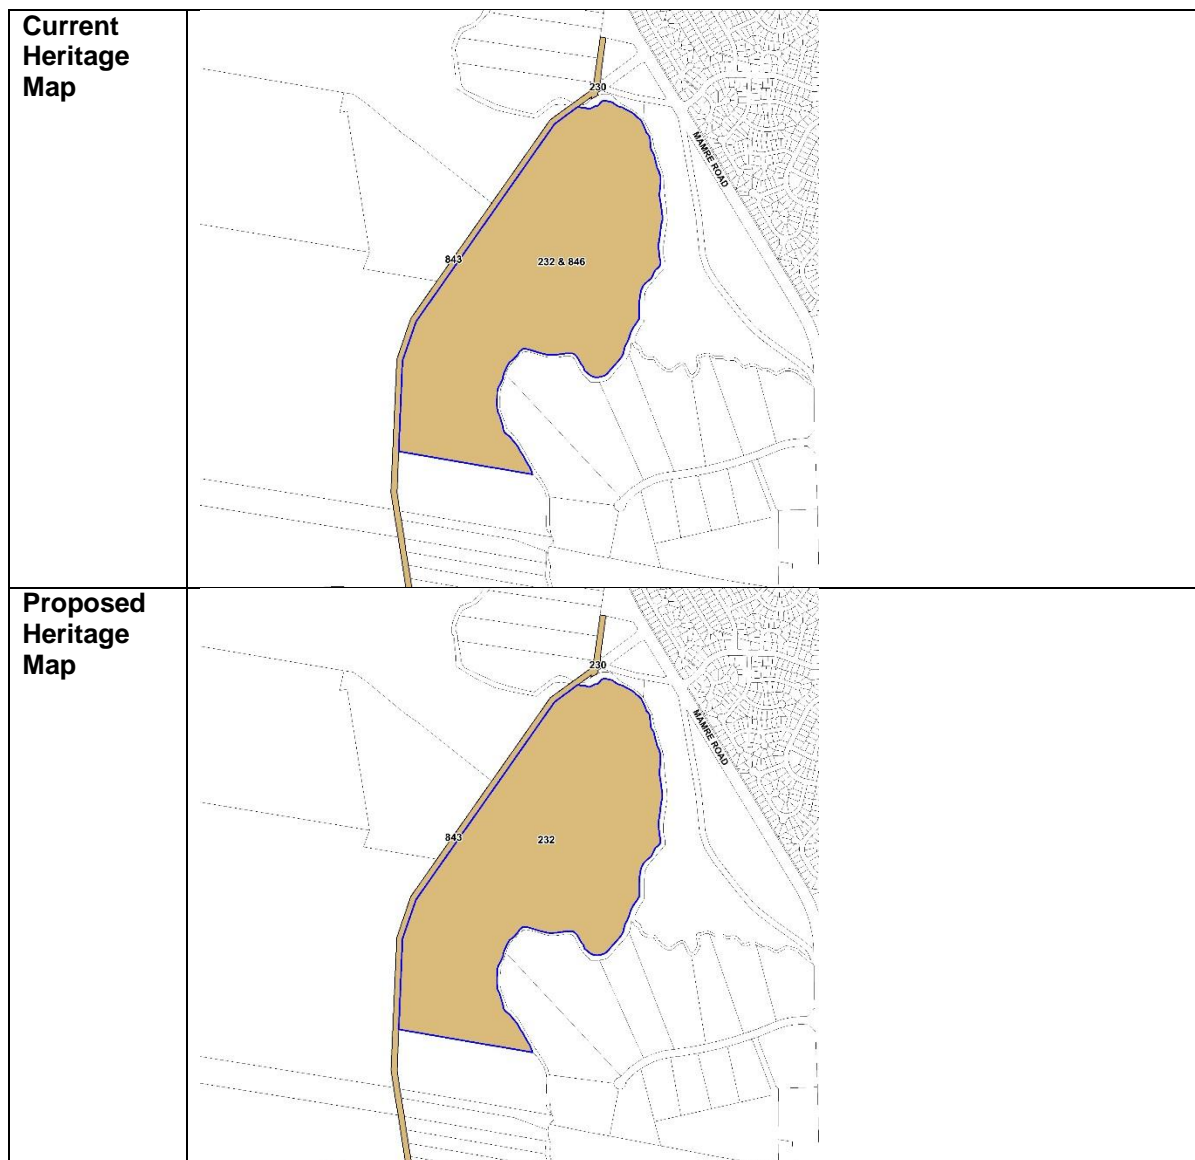 Current
Heritage
Map
230
MAMRE ROAD
843
232 & 846
Proposed
Heritage
Map
230
MAMRE ROAD
843
232